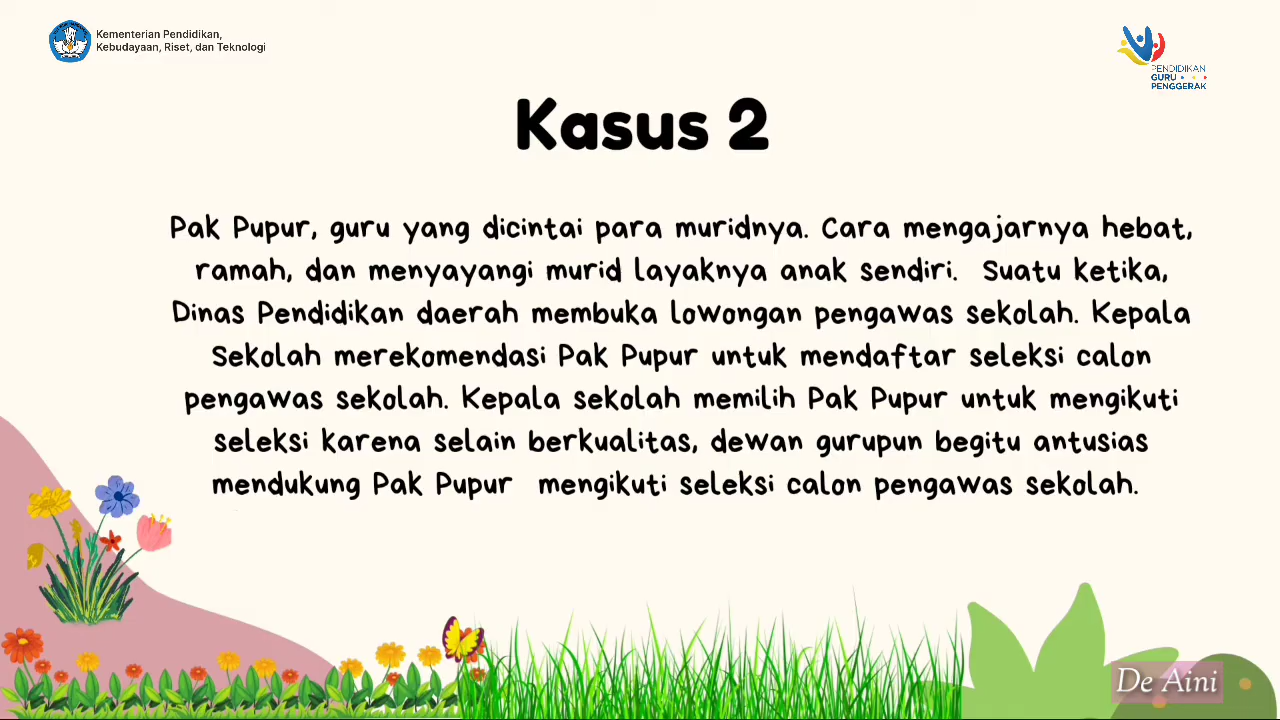 Kementerian Pendidikan,
Kebudayaan, Riset, dan Teknologi
PENDIDIKAN
GURU
PENGGERAK
Kasus 2
Pak Pupur, guru yang dicintai para muridnya. Cara mengajarnya hebat,
ramah, dan menyayangi murid layaknya anak sendiri. Suatu ketika,
Dinas Pendidikan daerah membuka lowongan pengawas sekolah. Kepala
Sekolah merekomendasi Pak Pupur untuk mendaftar seleksi calon
pengawas sekolah. Kepala sekolah memilih Pak Pupur untuk mengikuti
seleksi karena selain berkualitas, dewan gurupun begitu antusias
mendukung Pak Pupur mengikuti seleksi calon pengawas sekolah.
De Aini